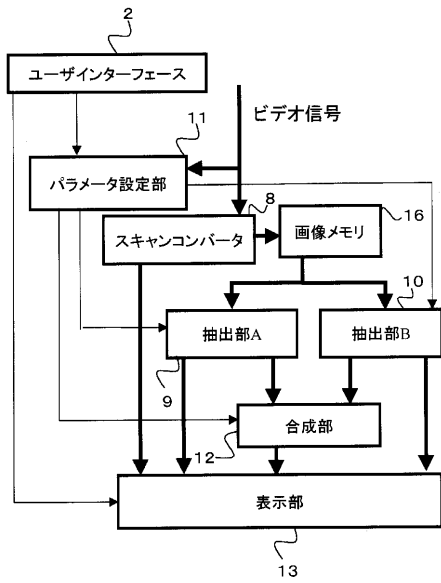 2
ユーザインターフェース
ビデオ信号
11
パラメータ設定部
8
スキャンコンバータ
画像メモリ
16
10
抽出部A
抽出部B
9
合成部
12
表示部
13